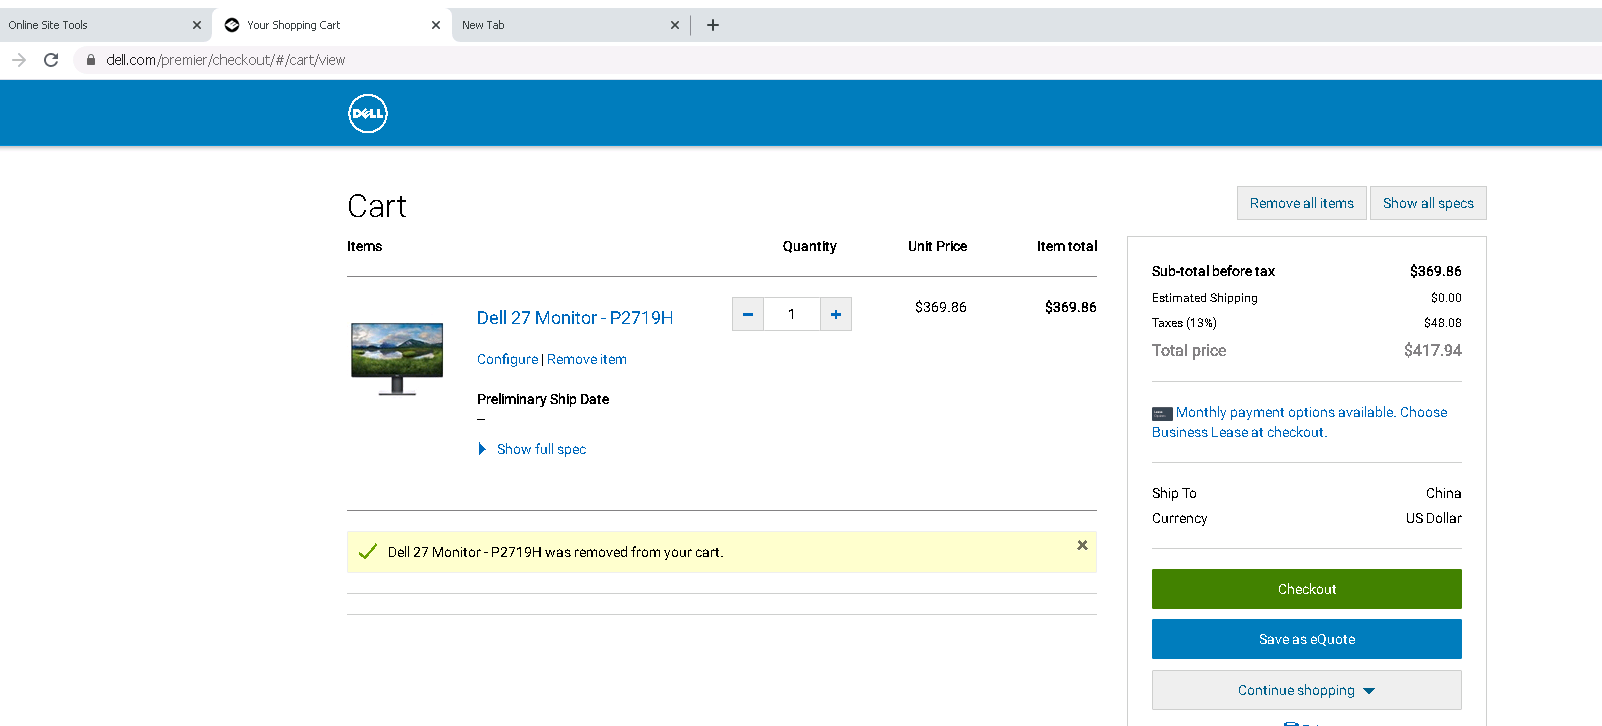 Online Site Tools
Your Shopping Cart
New Tab
dell.com/premier/checkout/#/cart/view
DELL
Cart
Remove all items
Show all specs
Items Quantity Unit Price Item total
Dell 27 Monitor - P2719H
1
$369.86
$369.86
Configure | Remove item
Preliminary Ship Date
–
Show full spec
Dell 27 Monitor - P2719H was removed from your cart.
Sub-total before tax $369.86
Estimated Shipping $0.00
Taxes (13%) $48.08
Total price $417.94
Monthly payment options available. Choose
Business Lease at checkout.
Ship To China
Currency US Dollar
Checkout
Save as eQuote
Continue shopping